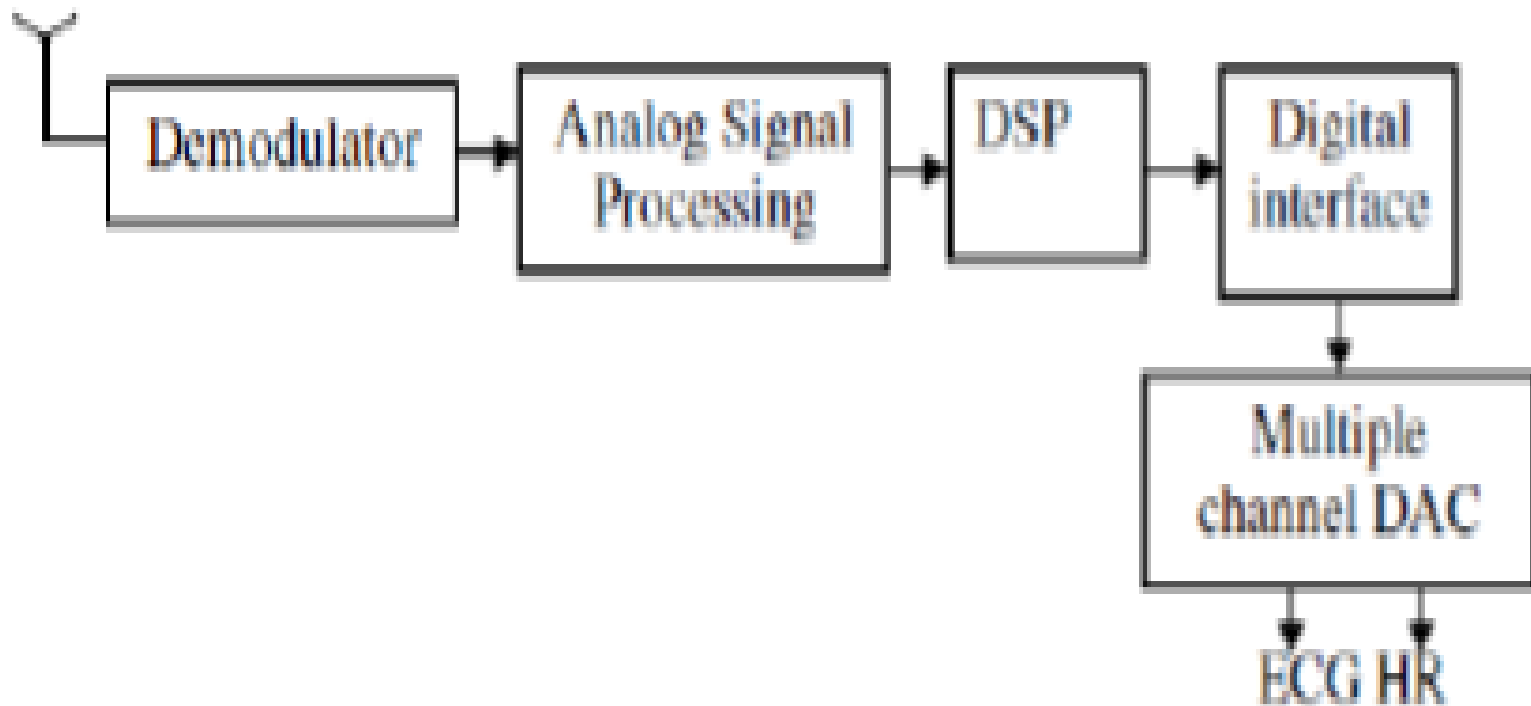 Demodulator
Analog Signal
Processing
DSP
Digital
interface
Multiple
channel DAC
ECG HR